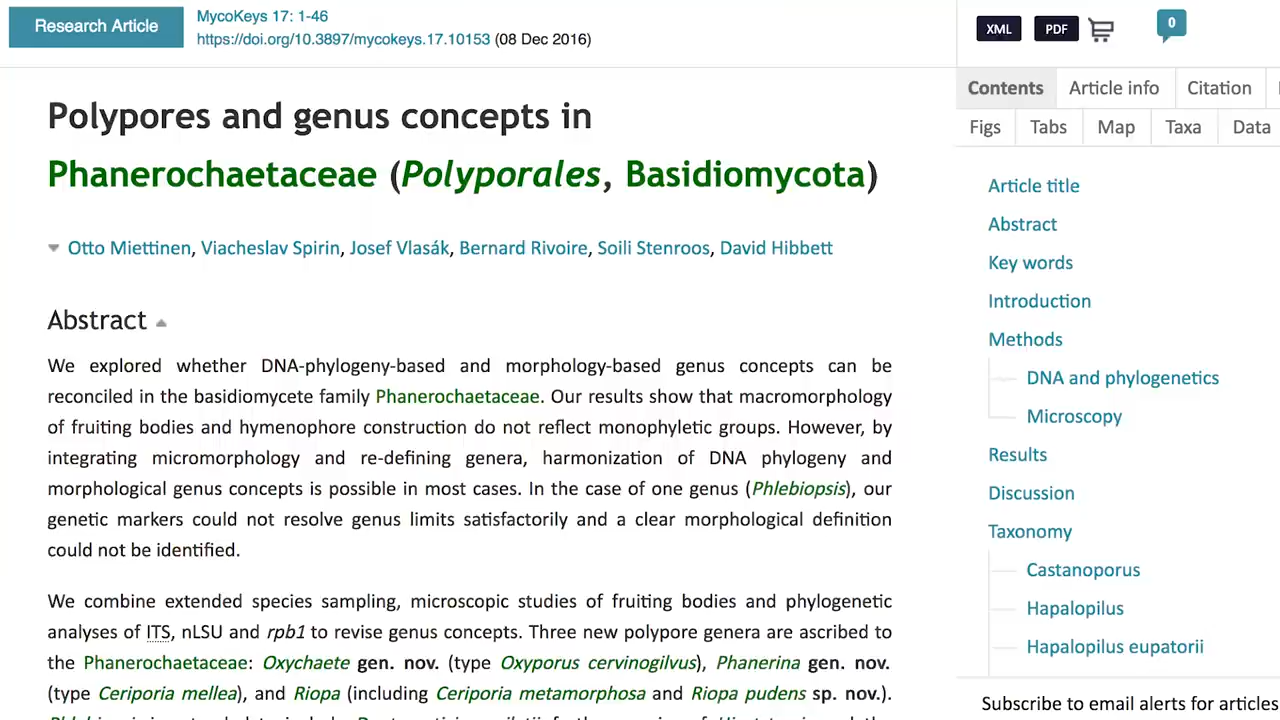 Research Article
MycoKeys 17: 1-46
https://doi.org/10.3897/mycokeys.17.10153 (08 Dec 2016)
Polypores and genus concepts in
Phanerochaetaceae (Polyporales, Basidiomycota)
Otto Miettinen, Viacheslav Spirin, Josef Vlasák, Bernard Rivoire, Soili Stenroos, David Hibbett
Abstract
We explored whether DNA-phylogeny-based and morphology-based genus concepts can be
reconciled in the basidiomycete family Phanerochaetaceae. Our results show that macromorphology
of fruiting bodies and hymenophore construction do not reflect monophyletic groups. However, by
integrating micromorphology and re-defining genera, harmonization of DNA phylogeny and
morphological genus concepts is possible in most cases. In the case of one genus (Phlebiopsis), our
genetic markers could not resolve genus limits satisfactorily and a clear morphological definition
could not be identified.
We combine extended species sampling, microscopic studies of fruiting bodies and phylogenetic
analyses of ITS, nLSU and rpb1 to revise genus concepts. Three new polypore genera are ascribed to
the Phanerochaetaceae: Oxychaete gen. nov. (type Oxyporus cervinogilvus), Phanerina gen. nov.
(type Ceriporia mellea), and Riopa (including Ceriporia metamorphosa and Riopa pudens sp. nov.).
XML
PDF
0
Contents
Article info
Citation
Figs
Tabs
Map
Taxa
Data
Article title
Abstract
Key words
Introduction
Methods
DNA and phylogenetics
Microscopy
Results
Discussion
Taxonomy
Castanoporus
Hapalopilus
Hapalopilus eupatorii
Subscribe to email alerts for articles